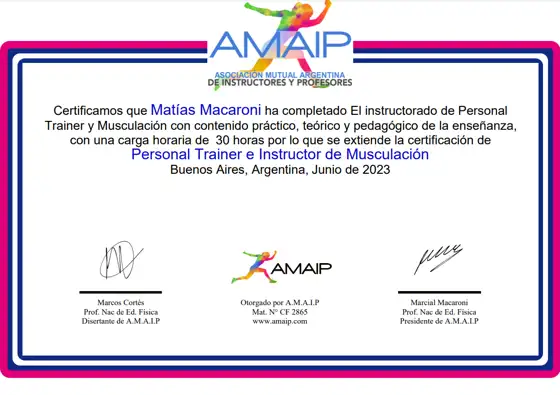 AMAIP
ASOCIACION MUTUAL ARGENTINA
DE INSTRUCTORES Y PROFESORES
Certificamos que Matías Macaroni ha completado El instructorado de Personal
Trainer y Musculación con contenido práctico, teórico y pedagógico de la enseñanza,
con una carga horaria de 30 horas por lo que se extiende la certificación de
Personal Trainer e Instructor de Musculación
Buenos Aires, Argentina, Junio de 2023
AMAIP
Marcos Cortés
Prof. Nac de Ed. Física
Disertante de A.M.A.I.P
Otorgado por A.M.A.I.P
Mat. N° CF 2865
www.amaip.com
Marcial Macaroni
Prof. Nac de Ed. Física
Presidente de A.M.A.I.P